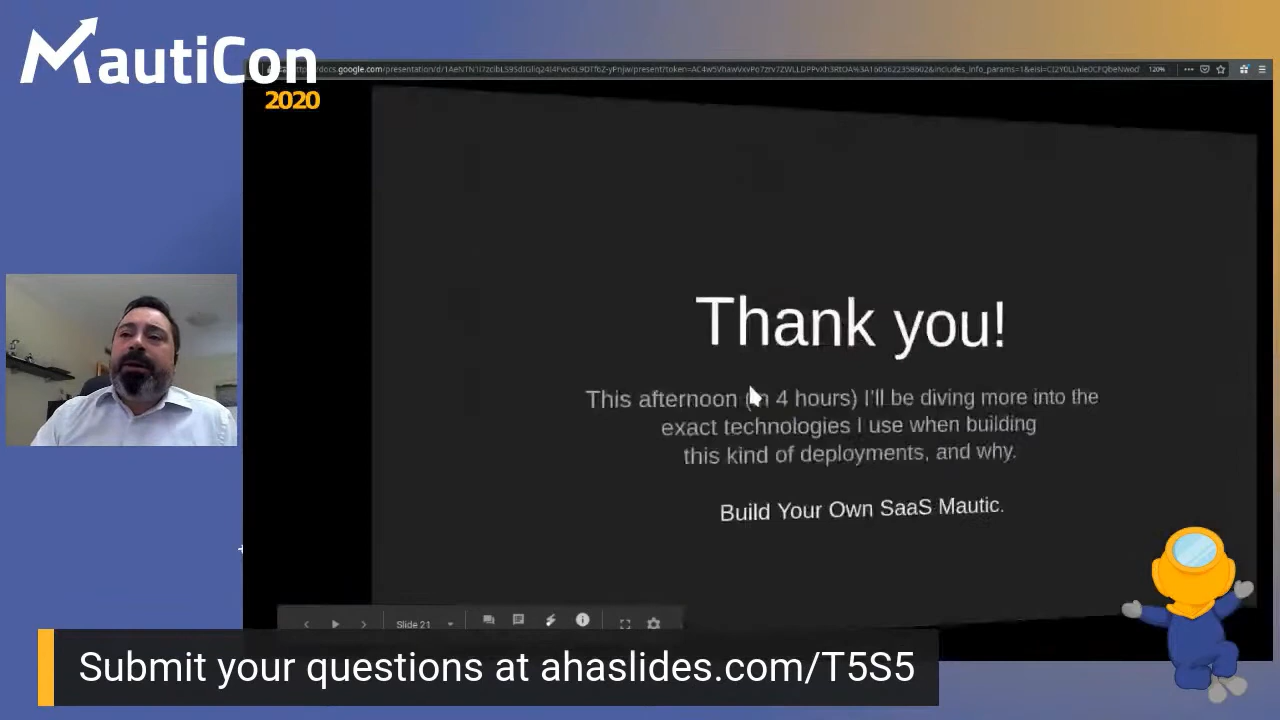 MautiCon
2020
120%
Thank you!
This afternoon (in 4 hours) I'll be diving more into the
exact technologies I use when building
this kind of deployments, and why.
Build Your Own SaaS Mautic.
Slide 21
Submit your questions at ahaslides.com/T5S5